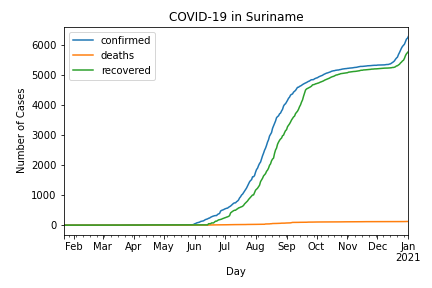 COVID-19 in Suriname
confirmed
deaths
recovered
Number of Cases
6000
5000
4000
3000
2000
1000
0
Feb Mar Apr May Jun Jul Aug Sep Oct Nov Dec Jan
2021
Day